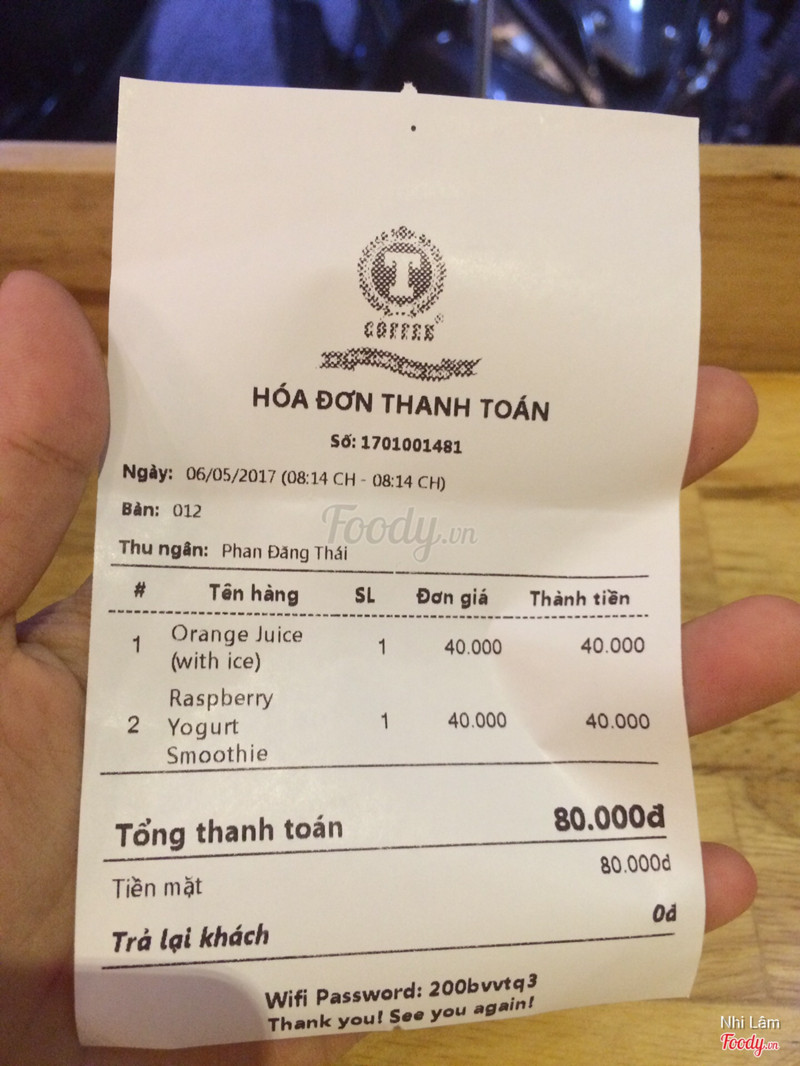 T
COFFEE®
HÓA ĐƠN THANH TOÁN
Số: 1701001481
Ngày: 06/05/2017 (08:14 CH - 08:14 CH)
Bàn: 012
Foody.vn
Thu ngân: Phan Đăng Thái
# Tên hàng SL Đơn giá Thành tiền
1 Orange Juice (with ice) 1 40.000 40.000
2 Raspberry Yogurt Smoothie 1 40.000 40.000
Tổng thanh toán 80.000đ
Tiền mặt 80.000đ
Trả lại khách 0đ
Wifi Password: 200bvvtq3
Thank you! See you again!
Nhi Lâm
Foody.vn